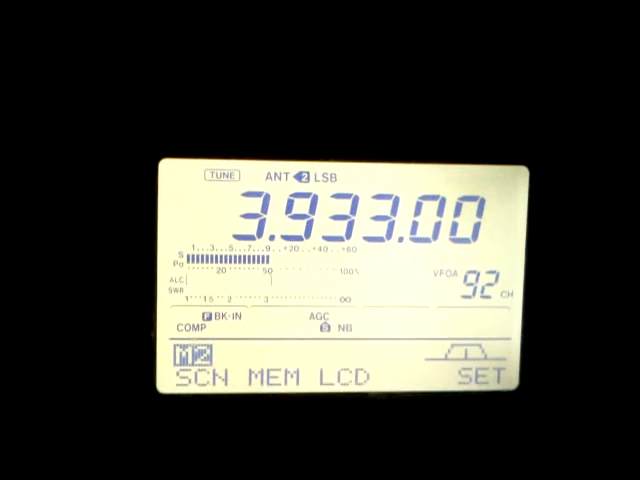 TUNE ANT 2 LSB
3.933.00
1...3...5...7...9..+20..+40..+60
S
Po
20 50 100%
ALC
SWR
1 1.5 2 3 ∞
VFOA 92 CH
F BK-IN AGC
COMP S NB
M2
SCN MEM LCD SET